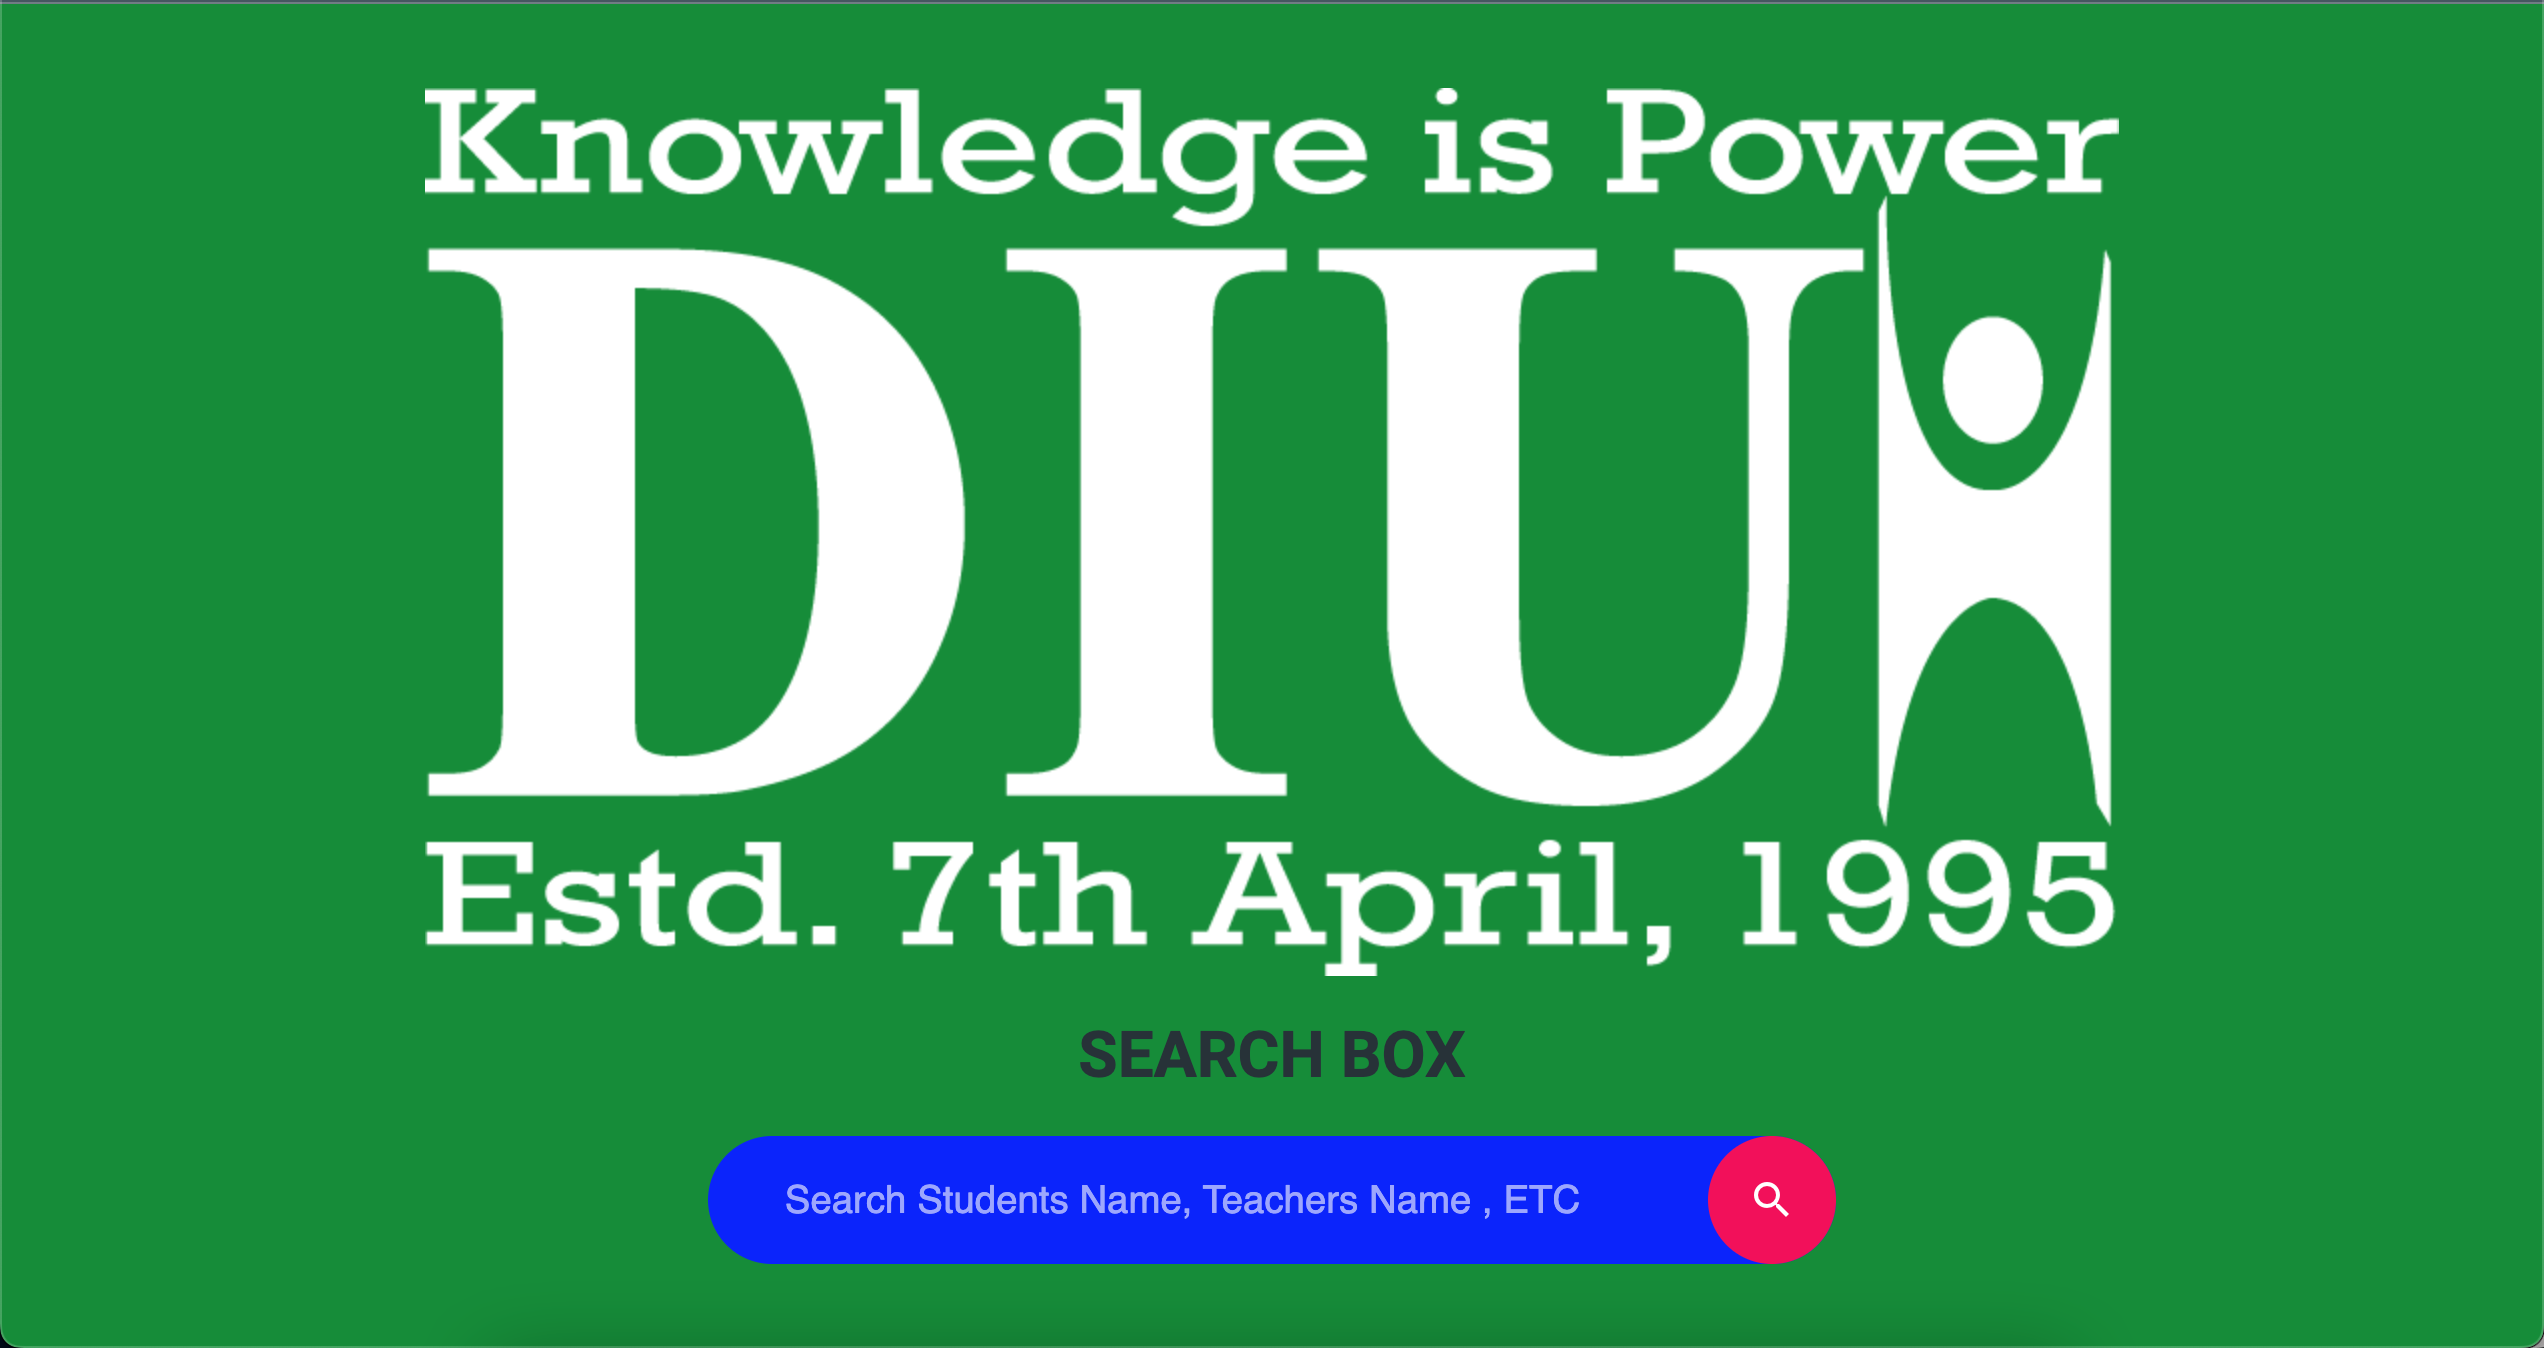 Knowledge is Power
DIU
Estd. 7th April, 1995
SEARCH BOX
Search Students Name, Teachers Name , ETC